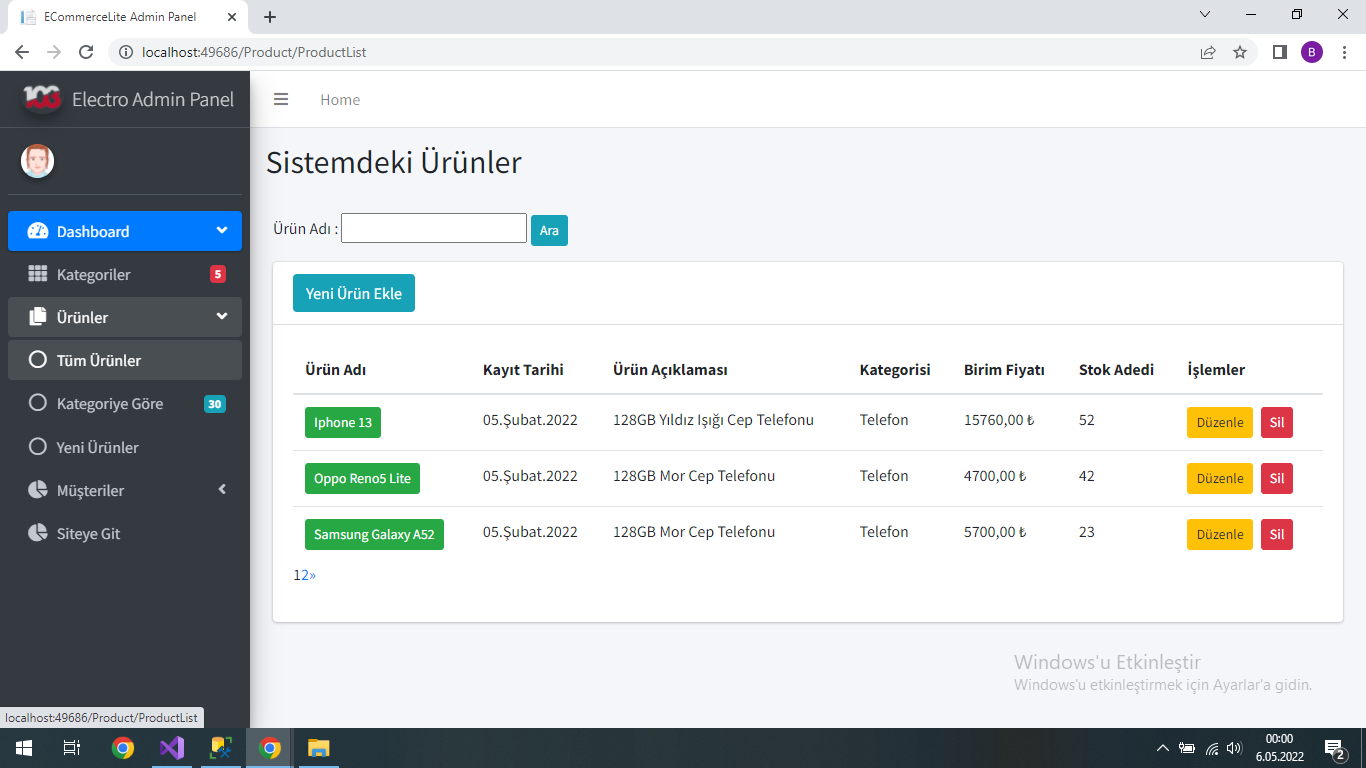 ECommerceLite Admin Panel
localhost:49686/Product/ProductList
B
100 Electro Admin Panel
Home
Dashboard
Kategoriler 5
Ürünler
Tüm Ürünler
Kategoriye Göre 30
Yeni Ürünler
Müşteriler
Siteye Git
Sistemdeki Ürünler
Ürün Adı : Ara
Yeni Ürün Ekle
Ürün Adı Kayıt Tarihi Ürün Açıklaması Kategorisi Birim Fiyatı Stok Adedi İşlemler
Iphone 13 05.Şubat.2022 128GB Yıldız Işığı Cep Telefonu Telefon 15760,00 ₺ 52 Düzenle Sil
Oppo Reno5 Lite 05.Şubat.2022 128GB Mor Cep Telefonu Telefon 4700,00 ₺ 42 Düzenle Sil
Samsung Galaxy A52 05.Şubat.2022 128GB Mor Cep Telefonu Telefon 5700,00 ₺ 23 Düzenle Sil
12»
Windows'u Etkinleştir
Windows'u etkinleştirmek için Ayarlar'a gidin.
localhost:49686/Product/ProductList
00:00
6.05.2022
2